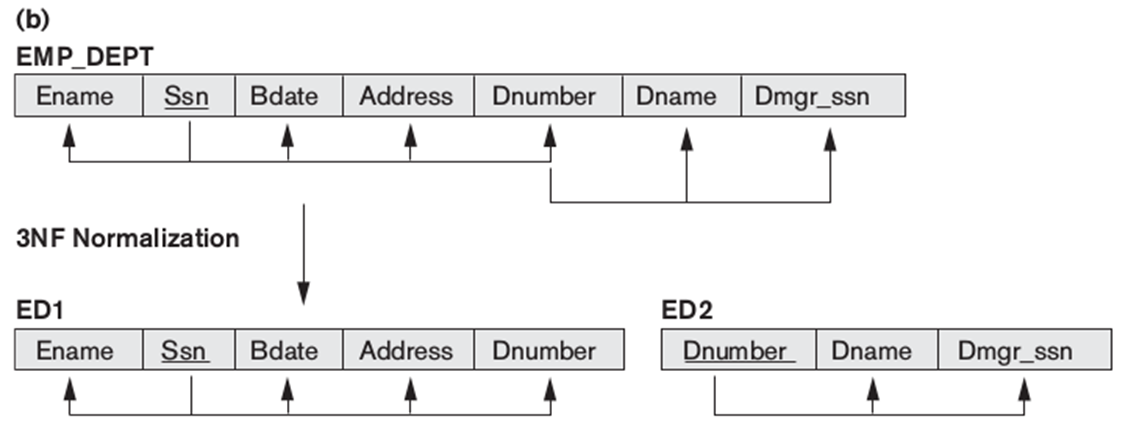 (b)
EMP_DEPT
Ename Ssn Bdate Address Dnumber Dname Dmgr_ssn
3NF Normalization
ED1
Ename Ssn Bdate Address Dnumber
ED2
Dnumber Dname Dmgr_ssn